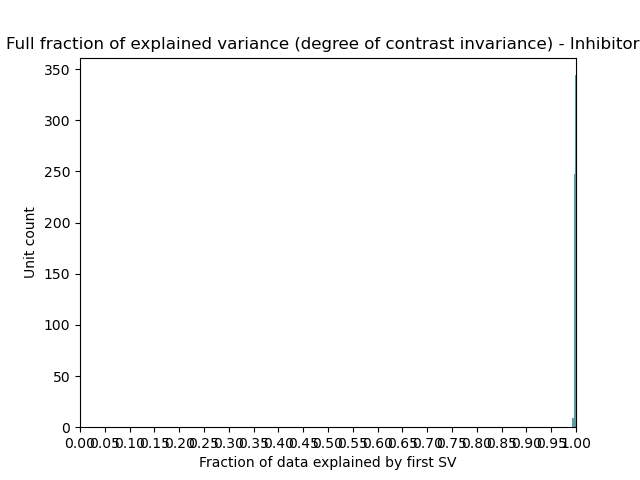 Full fraction of explained variance (degree of contrast invariance) - Inhibitor
350
300
250
200
150
100
50
0
Unit count
0.00 0.05 0.10 0.15 0.20 0.25 0.30 0.35 0.40 0.45 0.50 0.55 0.60 0.65 0.70 0.75 0.80 0.85 0.90 0.95 1.00
Fraction of data explained by first SV